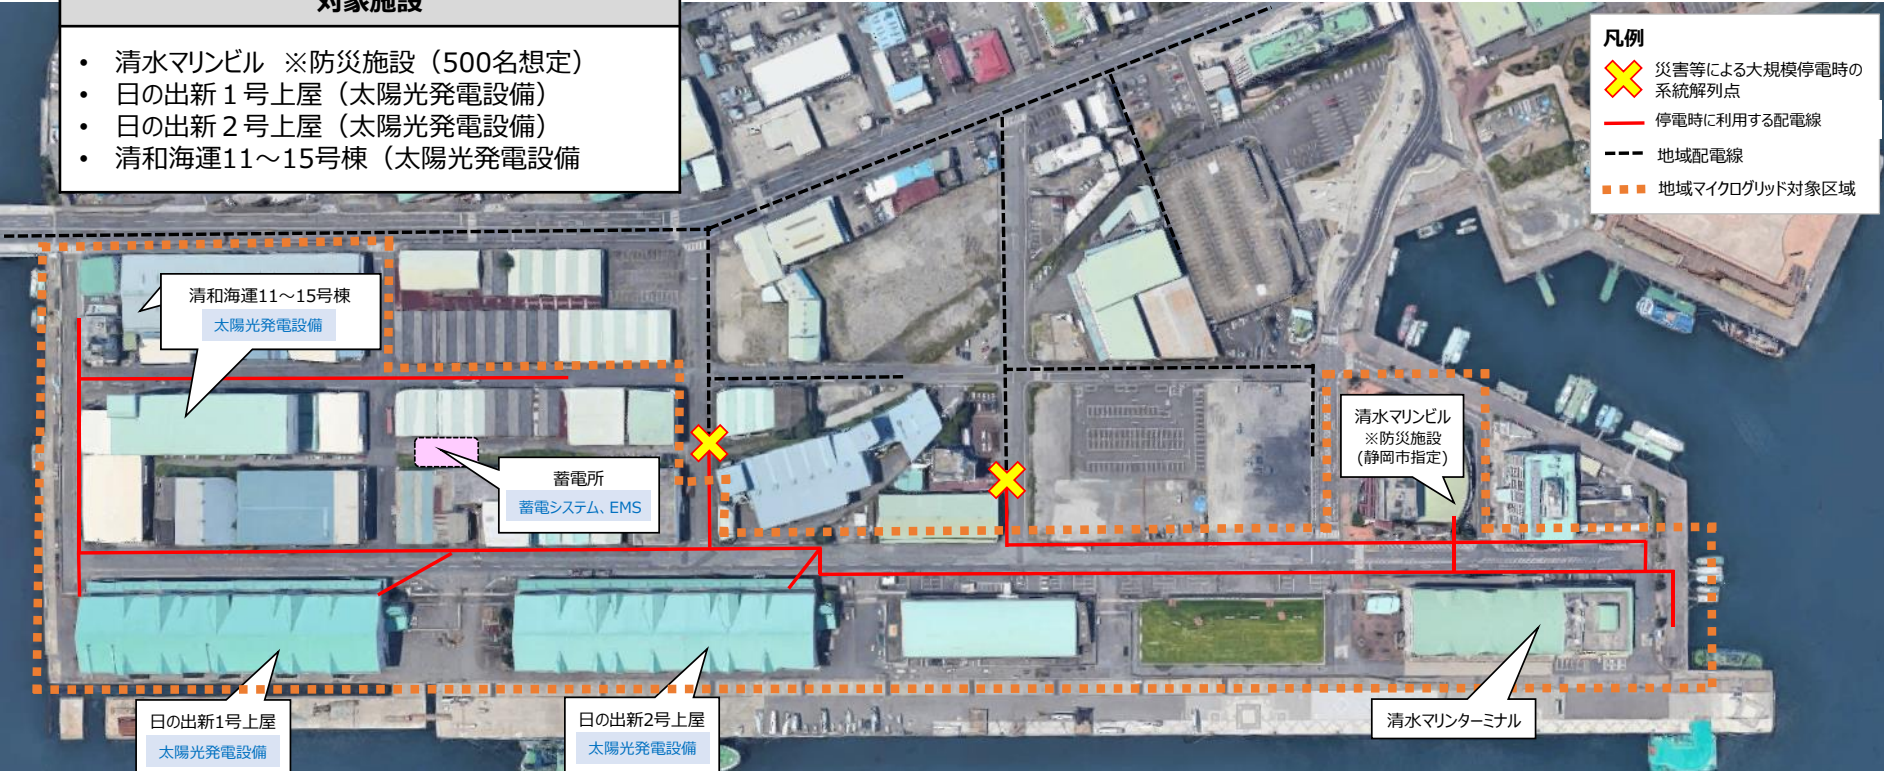 対象施設
• 清水マリンビル ※防災施設（500名想定）
• 日の出新１号上屋（太陽光発電設備）
• 日の出新２号上屋（太陽光発電設備）
• 清和海運11～15号棟（太陽光発電設備
凡例
災害等による大規模停電時の
系統解列点
停電時に利用する配電線
地域配電線
地域マイクログリッド対象区域
清和海運11～15号棟
太陽光発電設備
蓄電所
蓄電システム、EMS
清水マリンビル
※防災施設
(静岡市指定)
日の出新1号上屋
太陽光発電設備
日の出新2号上屋
太陽光発電設備
清水マリンターミナル